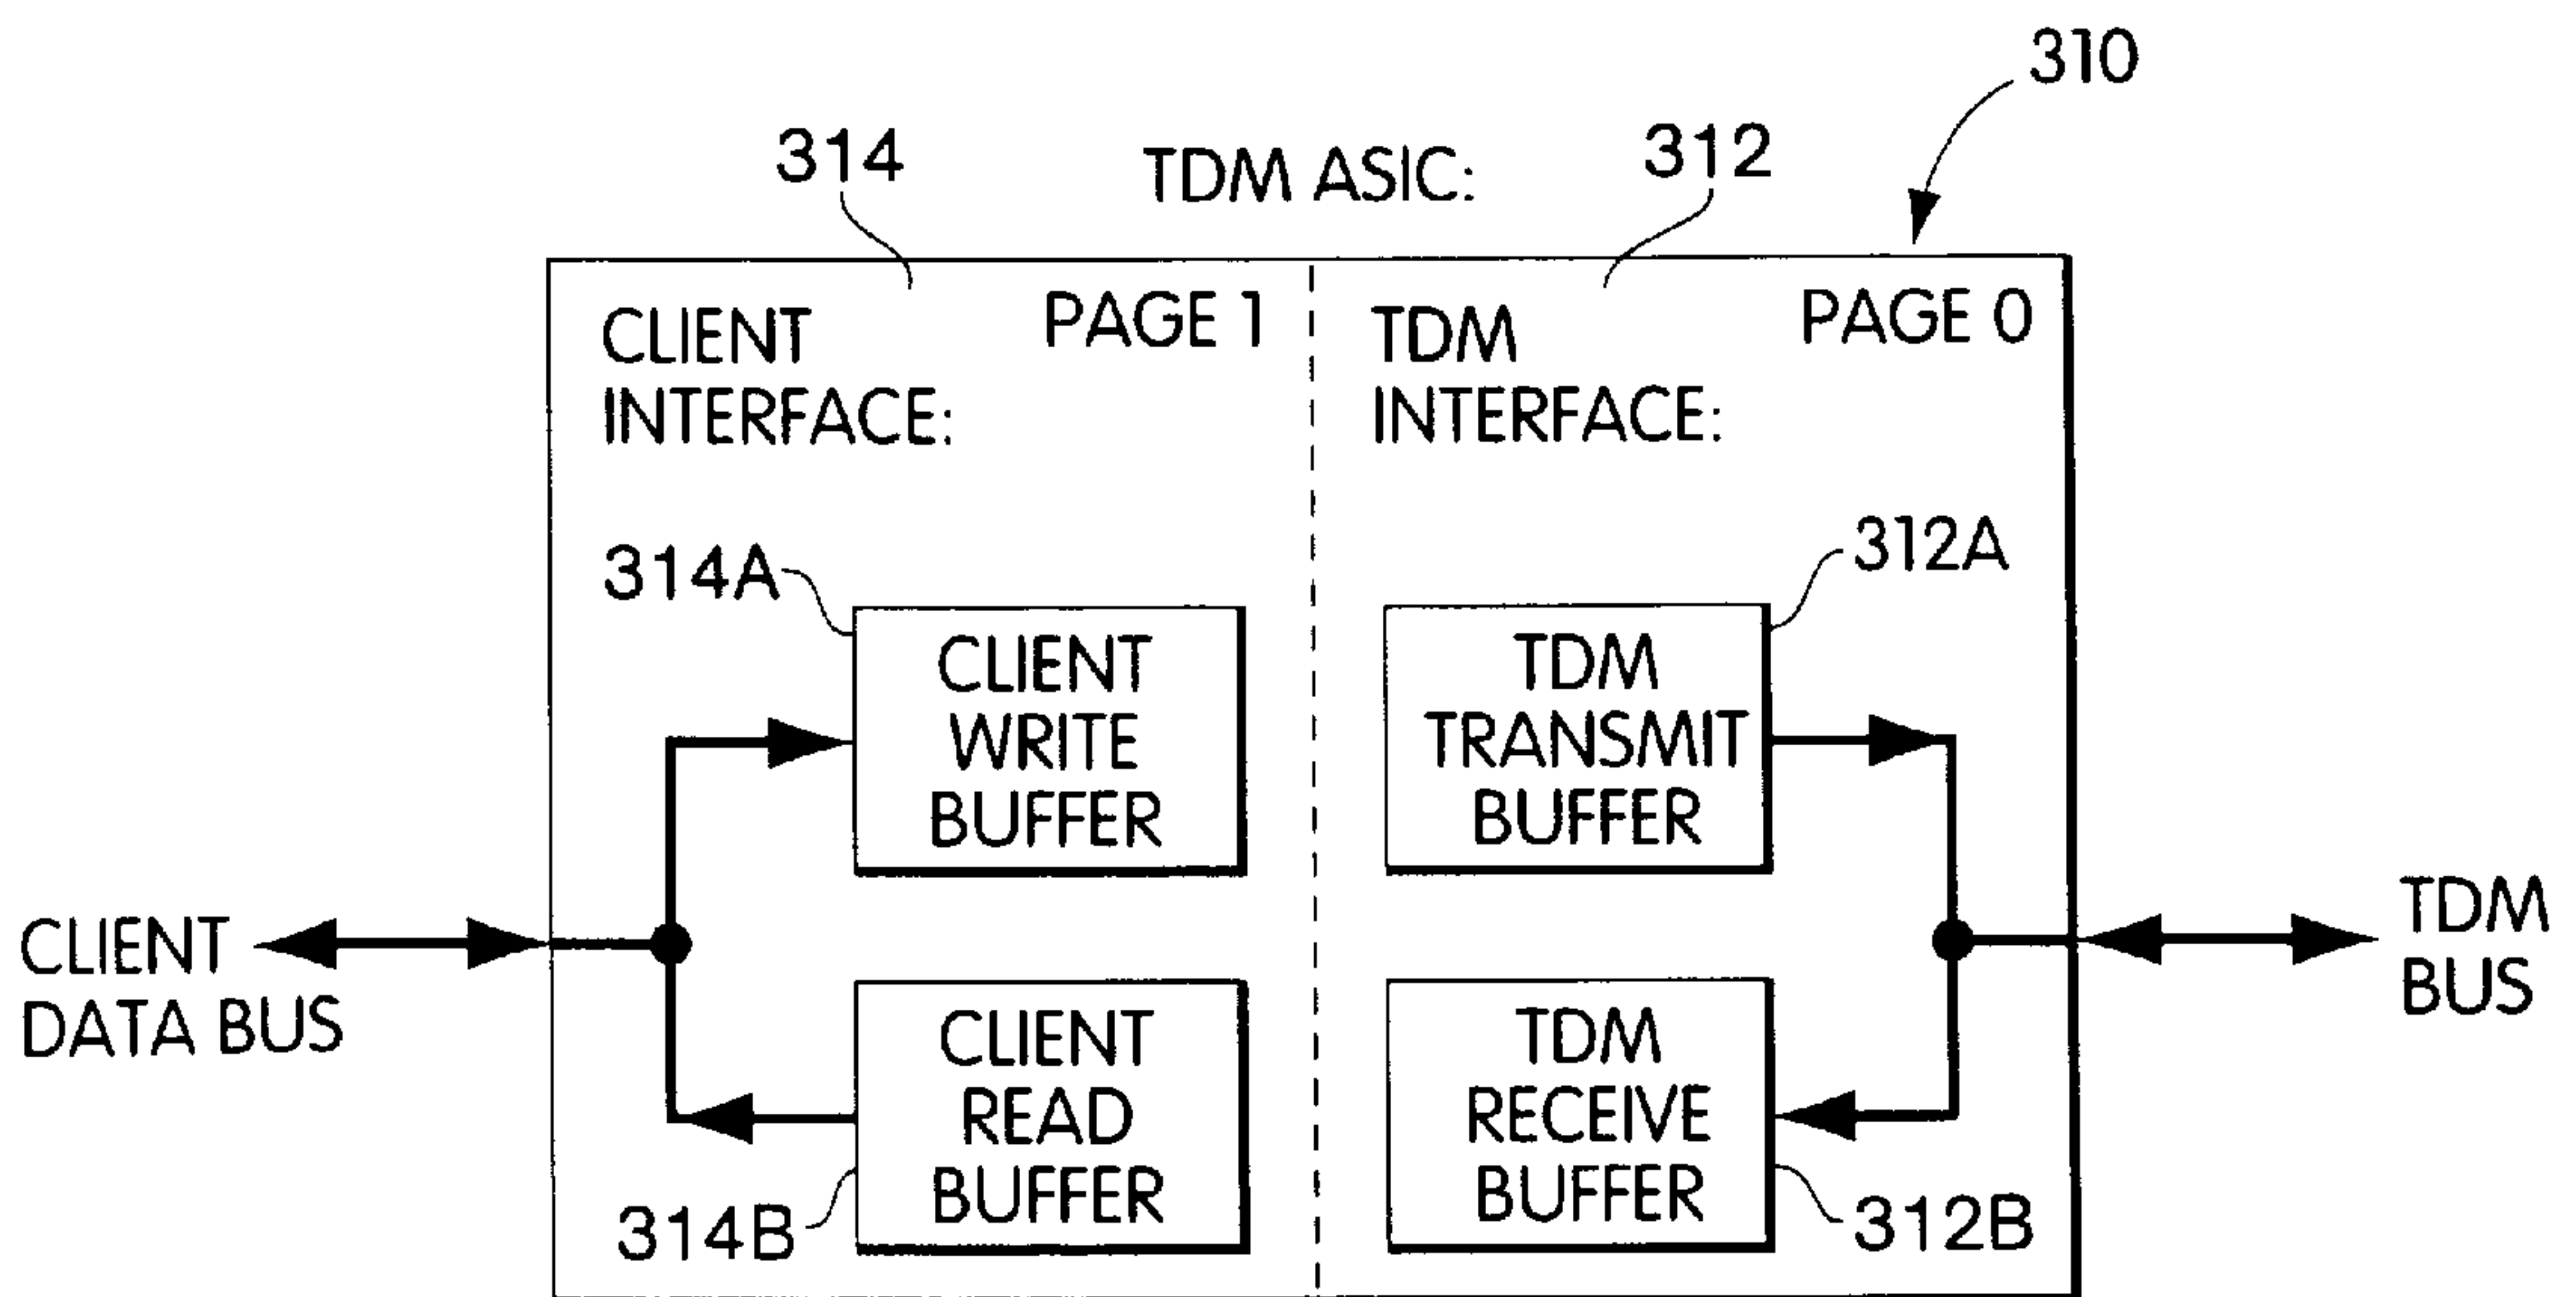 310
314
TDM ASIC:
312
CLIENT
INTERFACE:
PAGE 1
TDM
INTERFACE:
PAGE 0
314A
CLIENT
WRITE
BUFFER
312A
TDM
TRANSMIT
BUFFER
CLIENT
DATA BUS
TDM
BUS
314B
CLIENT
READ
BUFFER
TDM
RECEIVE
BUFFER
312B